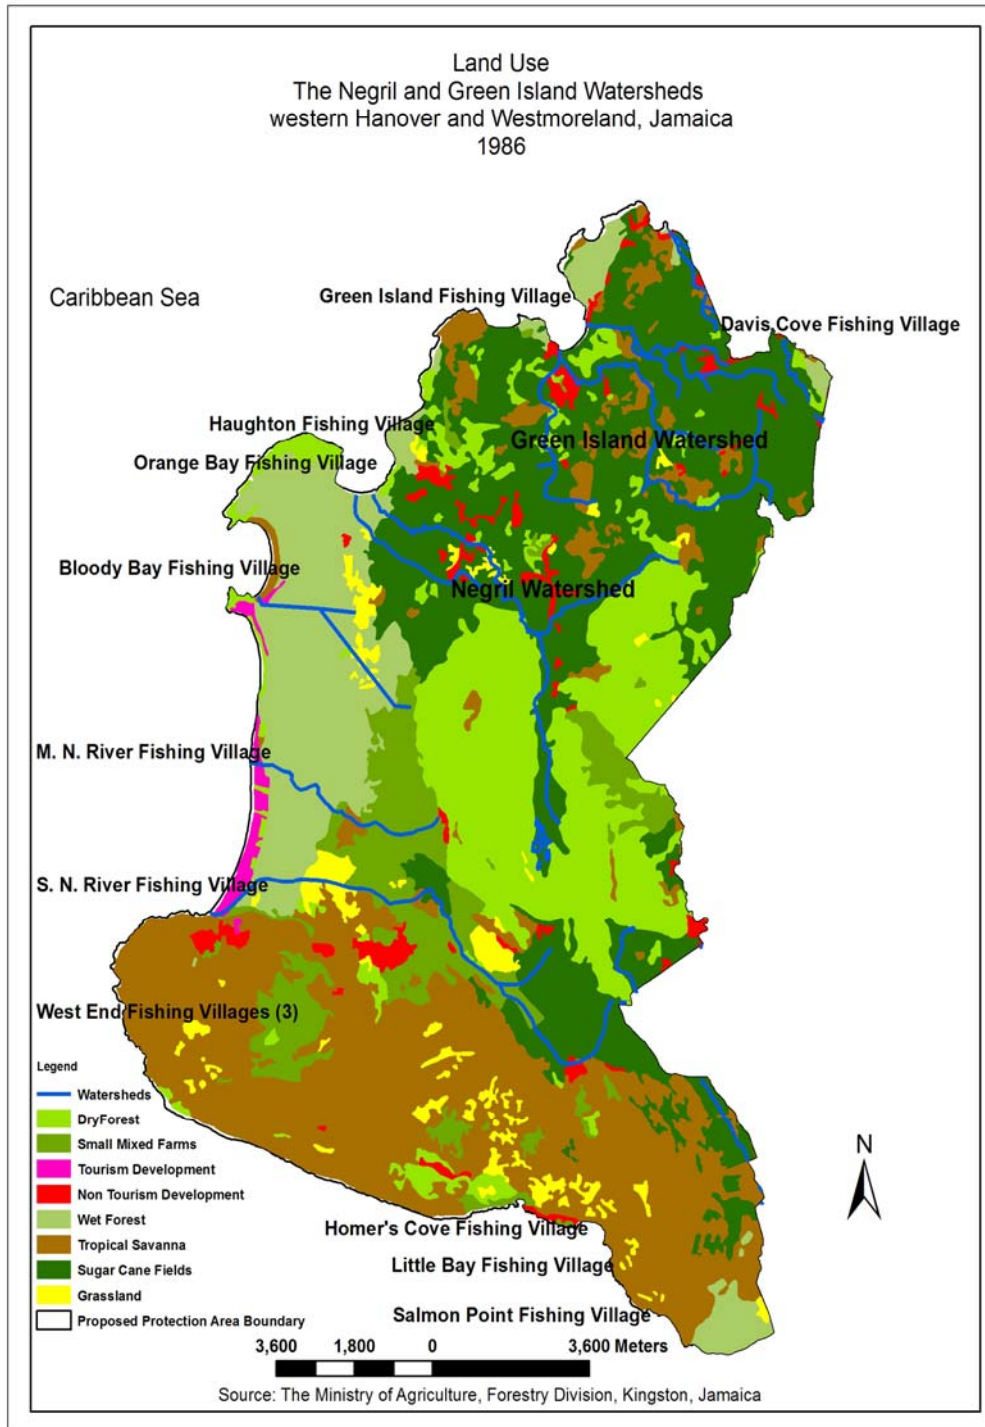 Land Use
The Negril and Green Island Watersheds
western Hanover and Westmoreland, Jamaica
1986
Caribbean Sea
Green Island Fishing Village
Davis Cove Fishing Village
Haughton Fishing Village
Green Island Watershed
Orange Bay Fishing Village
Bloody Bay Fishing Village
Negril Watershed
M. N. River Fishing Village
S. N. River Fishing Village
West End Fishing Villages (3)
Legend
Watersheds
DryForest
Small Mixed Farms
Tourism Development
Non Tourism Development
Wet Forest
Tropical Savanna
Sugar Cane Fields
Grassland
Proposed Protection Area Boundary
N
Homer's Cove Fishing Village
Little Bay Fishing Village
Salmon Point Fishing Village
3,600 1,800 0 3,600 Meters
Source: The Ministry of Agriculture, Forestry Division, Kingston, Jamaica